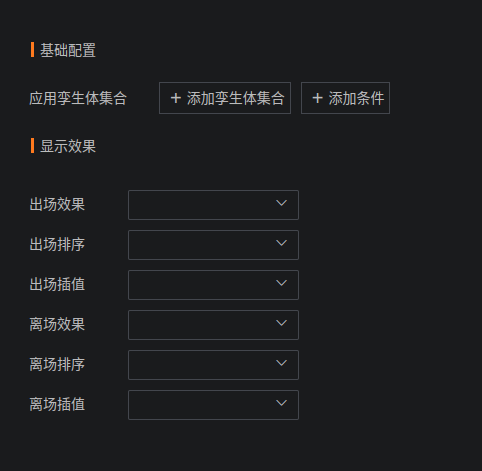 基础配置
应用孪生体集合 + 添加孪生体集合 + 添加条件
显示效果
出场效果
出场排序
出场插值
离场效果
离场排序
离场插值